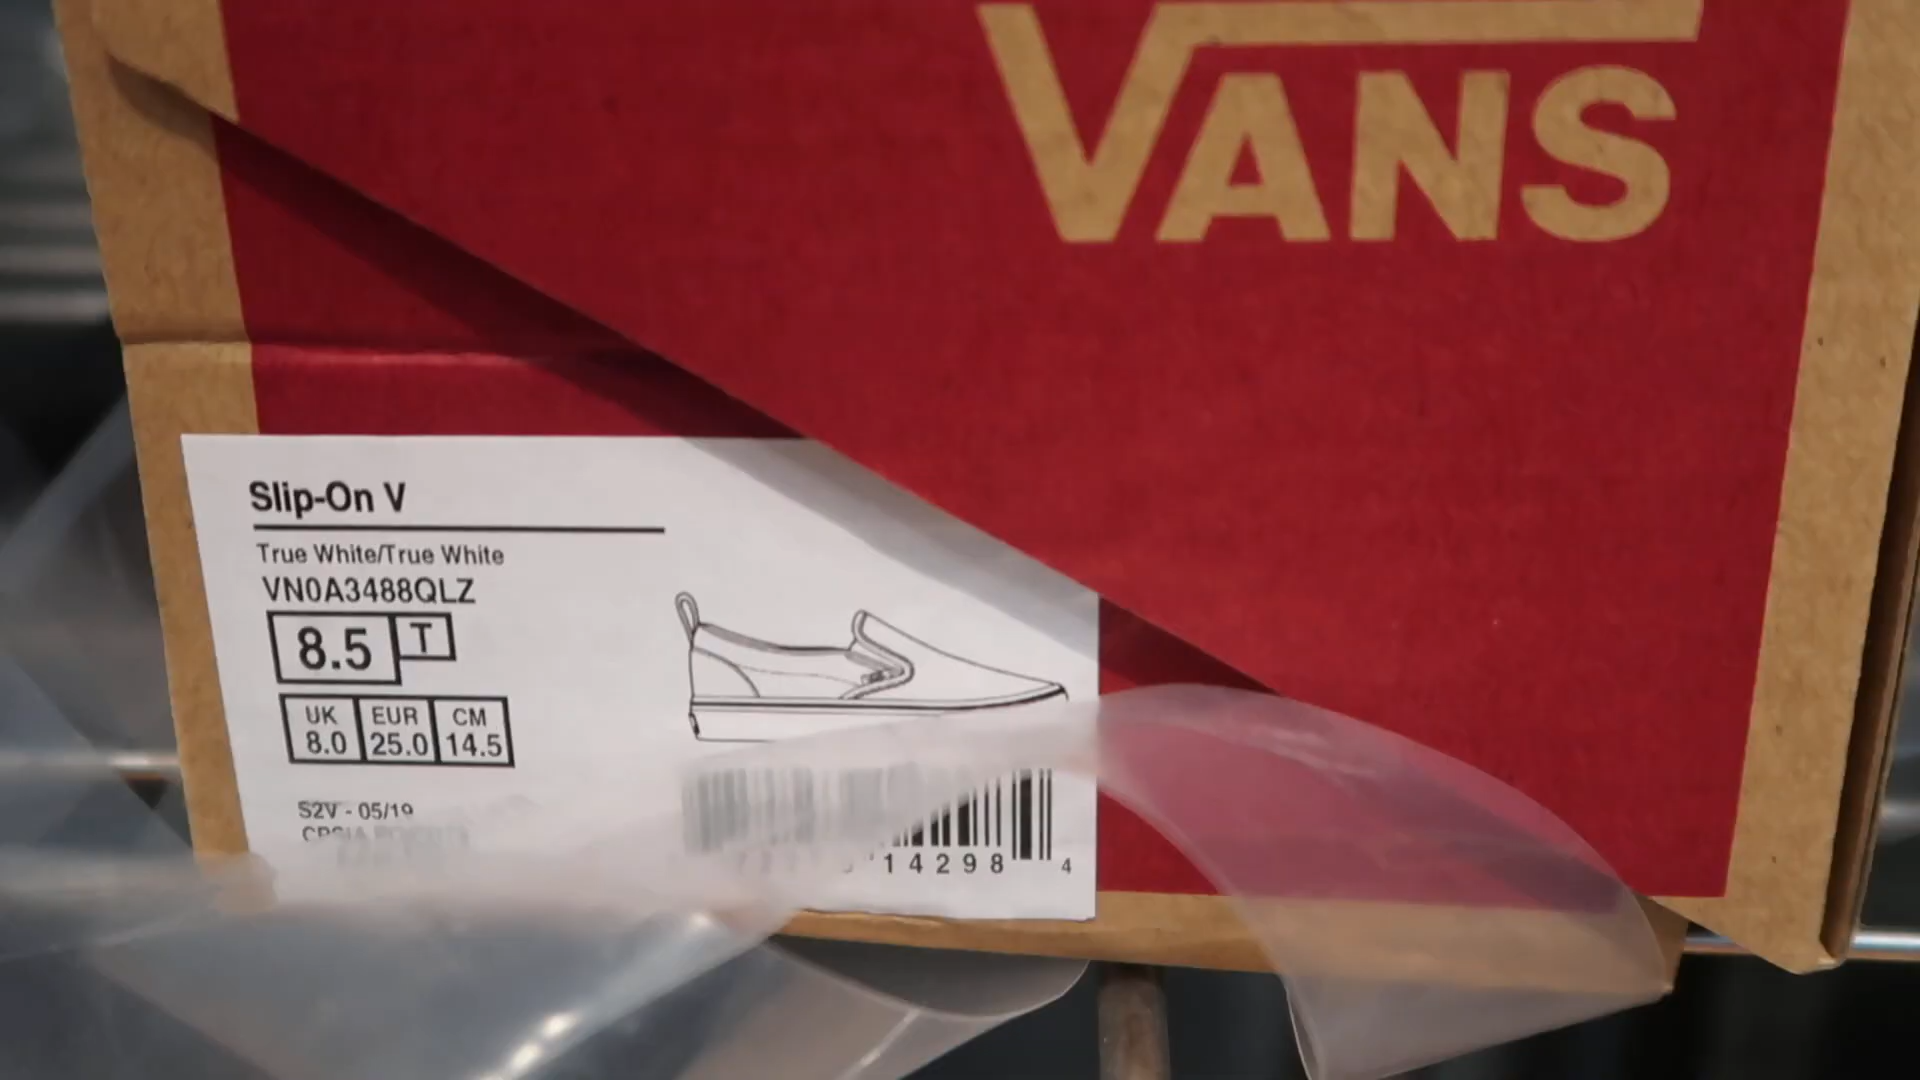 VANS
Slip-On V
True White/True White
VN0A3488QLZ
8.5 T
UK EUR CM
8.0 25.0 14.5
S2V - 05/19
14298 4